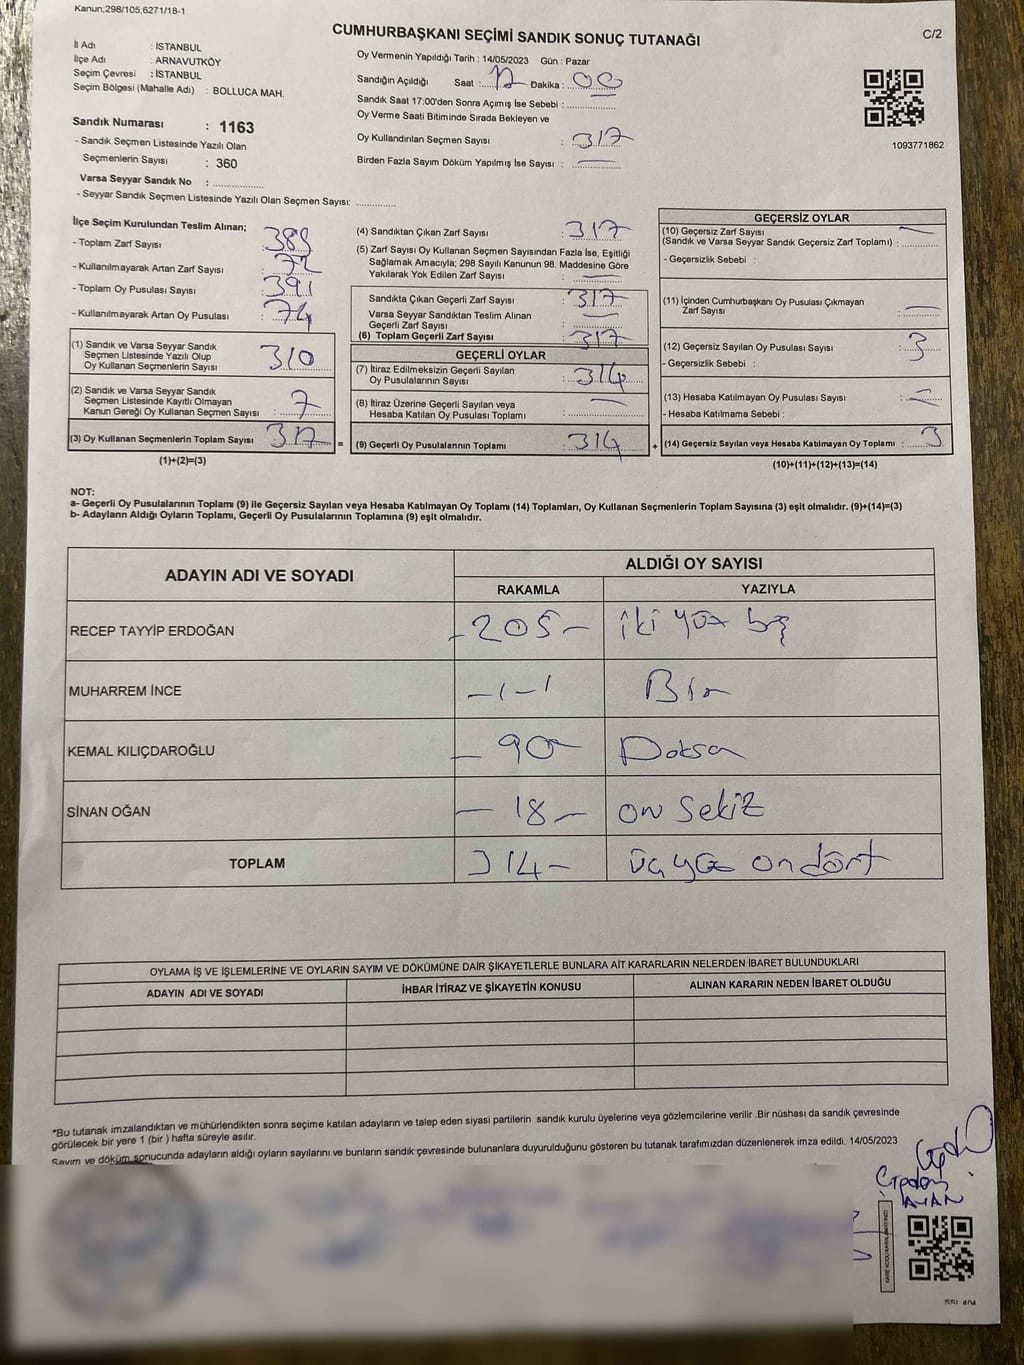 Kanun;298/105,6271/18-1
CUMHURBAŞKANI SEÇİMİ SANDIK SONUÇ TUTANAĞI
C/2
İl Adı : İSTANBUL
İlçe Adı : ARNAVUTKÖY
Seçim Çevresi : İSTANBUL
Seçim Bölgesi (Mahalle Adı) : BOLLUCA MAH.
Sandık Numarası : 1163
- Sandık Seçmen Listesinde Yazılı Olan
Seçmenlerin Sayısı : 360
Varsa Seyyar Sandık No : ................
- Seyyar Sandık Seçmen Listesinde Yazılı Olan Seçmen Sayısı: ............
Oy Vermenin Yapıldığı Tarih : 14/05/2023 Gün : Pazar
Sandığın Açıldığı Saat : 17 Dakika : 00
Sandık Saat 17:00'den Sonra Açımış İse Sebebi : ...............
Oy Verme Saati Bitiminde Sırada Bekleyen ve
Oy Kullandırılan Seçmen Sayısı : 317
Birden Fazla Sayım Döküm Yapılmış İse Sayısı : —
1093771862
İlçe Seçim Kurulundan Teslim Alınan;
- Toplam Zarf Sayısı : 389
- Kullanılmayarak Artan Zarf Sayısı : 72
- Toplam Oy Pusulası Sayısı : 391
- Kullanılmayarak Artan Oy Pusulası : 74
(1) Sandık ve Varsa Seyyar Sandık
Seçmen Listesinde Yazılı Olup
Oy Kullanan Seçmenlerin Sayısı : 310
(2) Sandık ve Varsa Seyyar Sandık
Seçmen Listesinde Kayıtlı Olmayan
Kanun Gereği Oy Kullanan Seçmen Sayısı : 7
(3) Oy Kullanan Seçmenlerin Toplam Sayısı : 317 =
(1)+(2)=(3)
(4) Sandıktan Çıkan Zarf Sayısı : 317
(5) Zarf Sayısı Oy Kullanan Seçmen Sayısından Fazla İse, Eşitliği
Sağlamak Amacıyla; 298 Sayılı Kanunun 98. Maddesine Göre
Yakılarak Yok Edilen Zarf Sayısı : —
Sandıkta Çıkan Geçerli Zarf Sayısı : 317
Varsa Seyyar Sandıktan Teslim Alınan
Geçerli Zarf Sayısı : —
(6) Toplam Geçerli Zarf Sayısı : 317
GEÇERLİ OYLAR
(7) İtiraz Edilmeksizin Geçerli Sayılan
Oy Pusulalarının Sayısı : 314
(8) İtiraz Üzerine Geçerli Sayılan veya
Hesaba Katılan Oy Pusulası Toplamı : —
(9) Geçerli Oy Pusulalarının Toplamı : 314 +
GEÇERSİZ OYLAR
(10) Geçersiz Zarf Sayısı
(Sandık ve Varsa Seyyar Sandık Geçersiz Zarf Toplamı) : —
- Geçersizlik Sebebi :
(11) İçinden Cumhurbaşkanı Oy Pusulası Çıkmayan
Zarf Sayısı : —
(12) Geçersiz Sayılan Oy Pusulası Sayısı : 3
- Geçersizlik Sebebi :
(13) Hesaba Katılmayan Oy Pusulası Sayısı : —
- Hesaba Katılmama Sebebi :
(14) Geçersiz Sayılan veya Hesaba Katılmayan Oy Toplamı : 3
(10)+(11)+(12)+(13)=(14)
NOT:
a- Geçerli Oy Pusulalarının Toplamı (9) ile Geçersiz Sayılan veya Hesaba Katılmayan Oy Toplamı (14) Toplamları, Oy Kullanan Seçmenlerin Toplam Sayısına (3) eşit olmalıdır. (9)+(14)=(3)
b- Adayların Aldığı Oyların Toplamı, Geçerli Oy Pusulalarının Toplamına (9) eşit olmalıdır.
ADAYIN ADI VE SOYADI
ALDIĞI OY SAYISI
RAKAMLA YAZIYLA
RECEP TAYYİP ERDOĞAN -205- iki yüz beş
MUHARREM İNCE -1-1 Bir
KEMAL KILIÇDAROĞLU -90- Doksa
SİNAN OĞAN -18- on sekiz
TOPLAM 314- üç yüz on dört
OYLAMA İŞ VE İŞLEMLERİNE VE OYLARIN SAYIM VE DÖKÜMÜNE DAİR ŞİKAYETLERLE BUNLARA AİT KARARLARIN NELERDEN İBARET BULUNDUKLARI
ADAYIN ADI VE SOYADI İHBAR İTİRAZ VE ŞİKAYETİN KONUSU ALINAN KARARIN NEDEN İBARET OLDUĞU
*Bu tutanak imzalandıktan ve mühürlendikten sonra seçime katılan adayların ve talep eden siyasi partilerin sandık kurulu üyelerine veya gözlemcilerine verilir .Bir nüshası da sandık çevresinde
görülecek bir yere 1 (bir ) hafta süreyle asılır.
Sayım ve döküm sonucunda adayların aldığı oyların sayılarını ve bunların sandık çevresinde bulunanlara duyurulduğunu gösteren bu tutanak tarafımızdan düzenlenerek imza edildi. 14/05/2023
AYAN